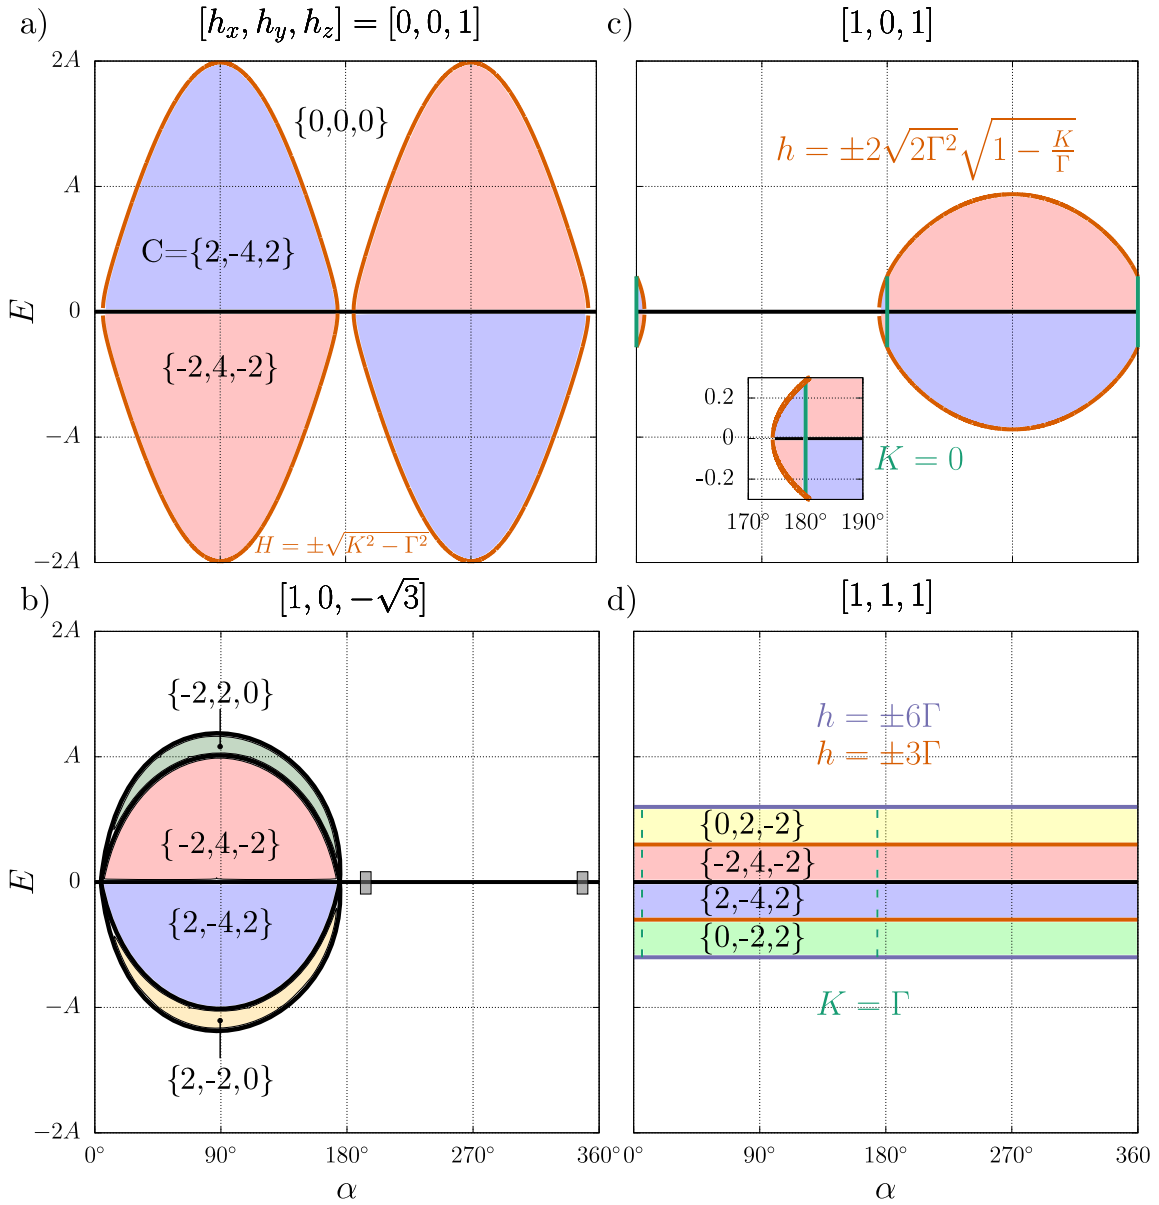 a)
[h_x, h_y, h_z] = [0, 0, 1]
c)
[1, 0, 1]
2A
A
0
−A
−2A
E
{0,0,0}
C={2,-4,2}
{-2,4,-2}
H = ±√(K² − Γ²)
h = ±2√(2Γ²)√(1 − K/Γ)
0.2
0
-0.2
170°
180°
190°
K = 0
b)
[1, 0, −√3]
d)
[1, 1, 1]
2A
A
0
−A
−2A
E
{-2,2,0}
{-2,4,-2}
{2,-4,2}
{2,-2,0}
h = ±6Γ
h = ±3Γ
{0,2,-2}
{-2,4,-2}
{2,-4,2}
{0,-2,2}
K = Γ
0° 90° 180° 270° 360°
0° 90° 180° 270° 360
α
α